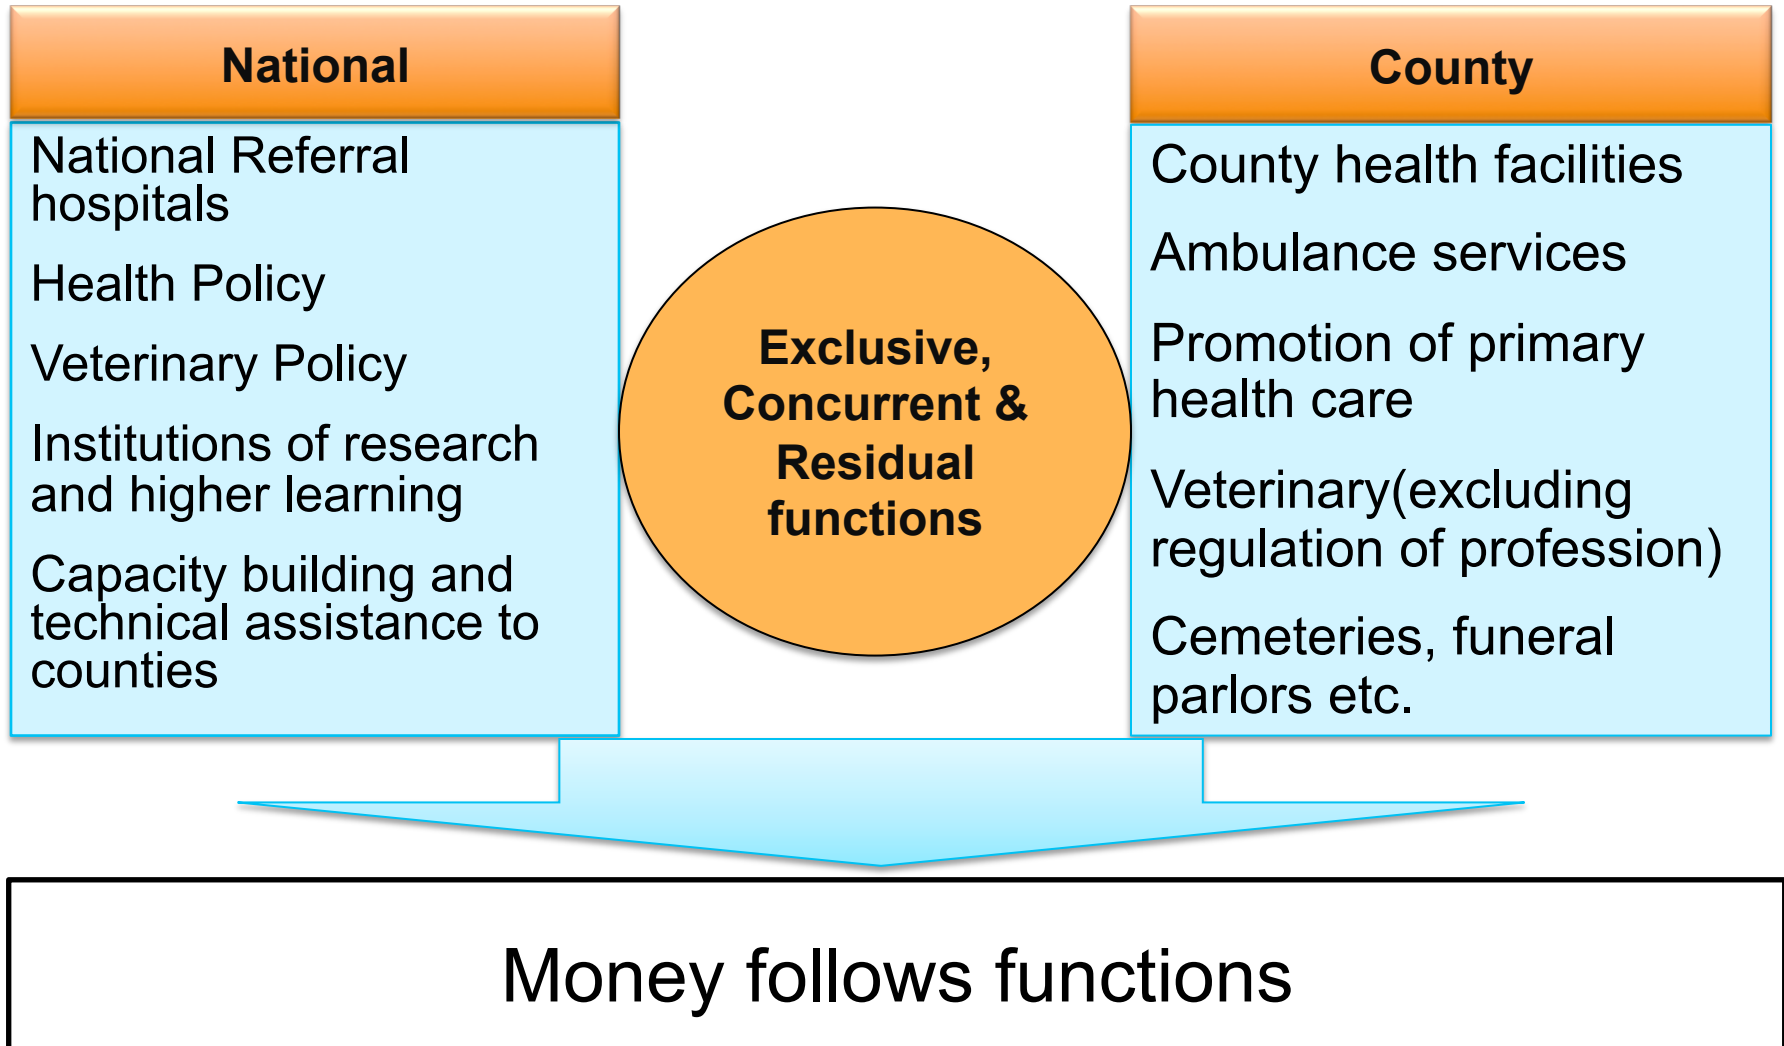 National
National Referral
hospitals
Health Policy
Veterinary Policy
Institutions of research
and higher learning
Capacity building and
technical assistance to
counties
Exclusive,
Concurrent &
Residual
functions
County
County health facilities
Ambulance services
Promotion of primary
health care
Veterinary(excluding
regulation of profession)
Cemeteries, funeral
parlors etc.
Money follows functions